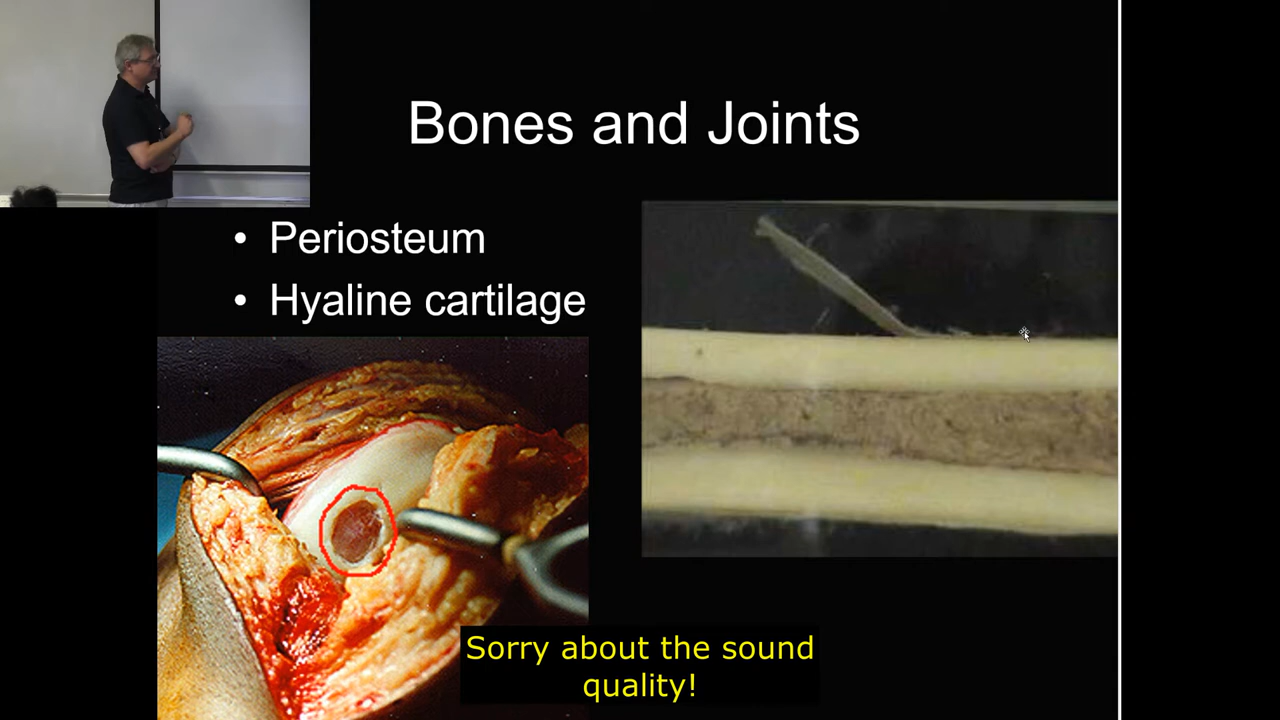 Bones and Joints
• Periosteum
• Hyaline cartilage
Sorry about the sound
quality!